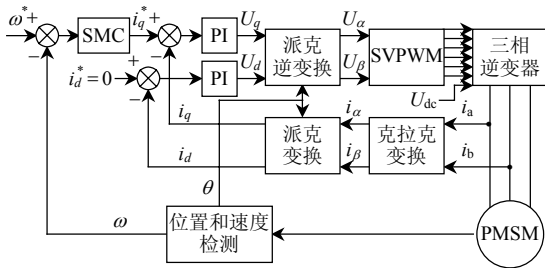 ω*+
−
SMC
i_q*+
−
PI
U_q
派克
逆变换
U_α
SVPWM
三相
逆变器
i_d*=0
+
−
PI
U_d
U_β
U_dc
i_q
派克
变换
i_α
克拉克
变换
i_a
i_d
i_β
i_b
θ
ω
位置和速度
检测
PMSM